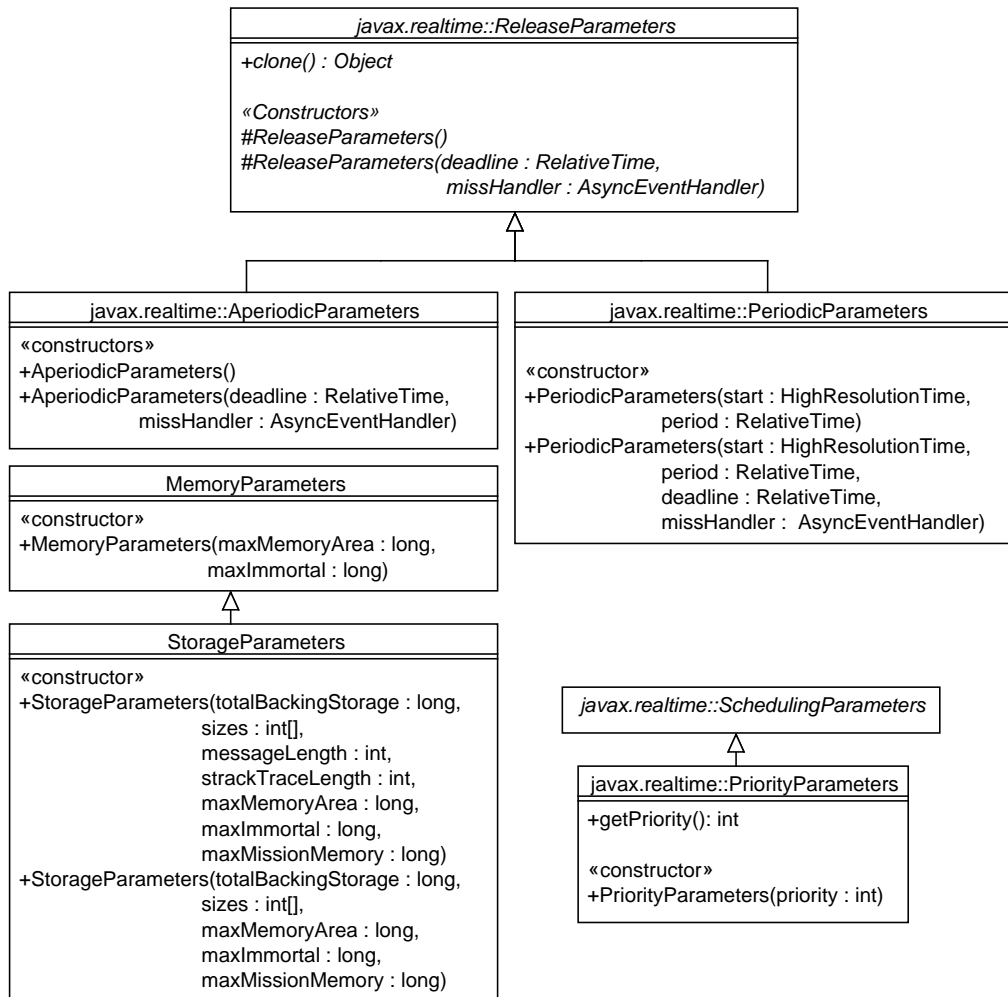 javax.realtime::ReleaseParameters
+clone() : Object
«Constructors»
#ReleaseParameters()
#ReleaseParameters(deadline : RelativeTime,
missHandler : AsyncEventHandler)
javax.realtime::AperiodicParameters
«constructors»
+AperiodicParameters()
+AperiodicParameters(deadline : RelativeTime,
missHandler : AsyncEventHandler)
javax.realtime::PeriodicParameters
«constructor»
+PeriodicParameters(start : HighResolutionTime,
period : RelativeTime)
+PeriodicParameters(start : HighResolutionTime,
period : RelativeTime,
deadline : RelativeTime,
missHandler : AsyncEventHandler)
MemoryParameters
«constructor»
+MemoryParameters(maxMemoryArea : long,
maxImmortal : long)
StorageParameters
«constructor»
+StorageParameters(totalBackingStorage : long,
sizes : int[],
messageLength : int,
strackTraceLength : int,
maxMemoryArea : long,
maxImmortal : long,
maxMissionMemory : long)
+StorageParameters(totalBackingStorage : long,
sizes : int[],
maxMemoryArea : long,
maxImmortal : long,
maxMissionMemory : long)
javax.realtime::SchedulingParameters
javax.realtime::PriorityParameters
+getPriority(): int
«constructor»
+PriorityParameters(priority : int)